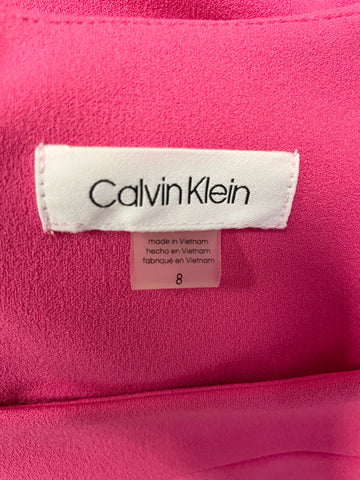 Calvin Klein
made in Vietnam
hecho en Vietnam
fabriqué en Vietnam
8